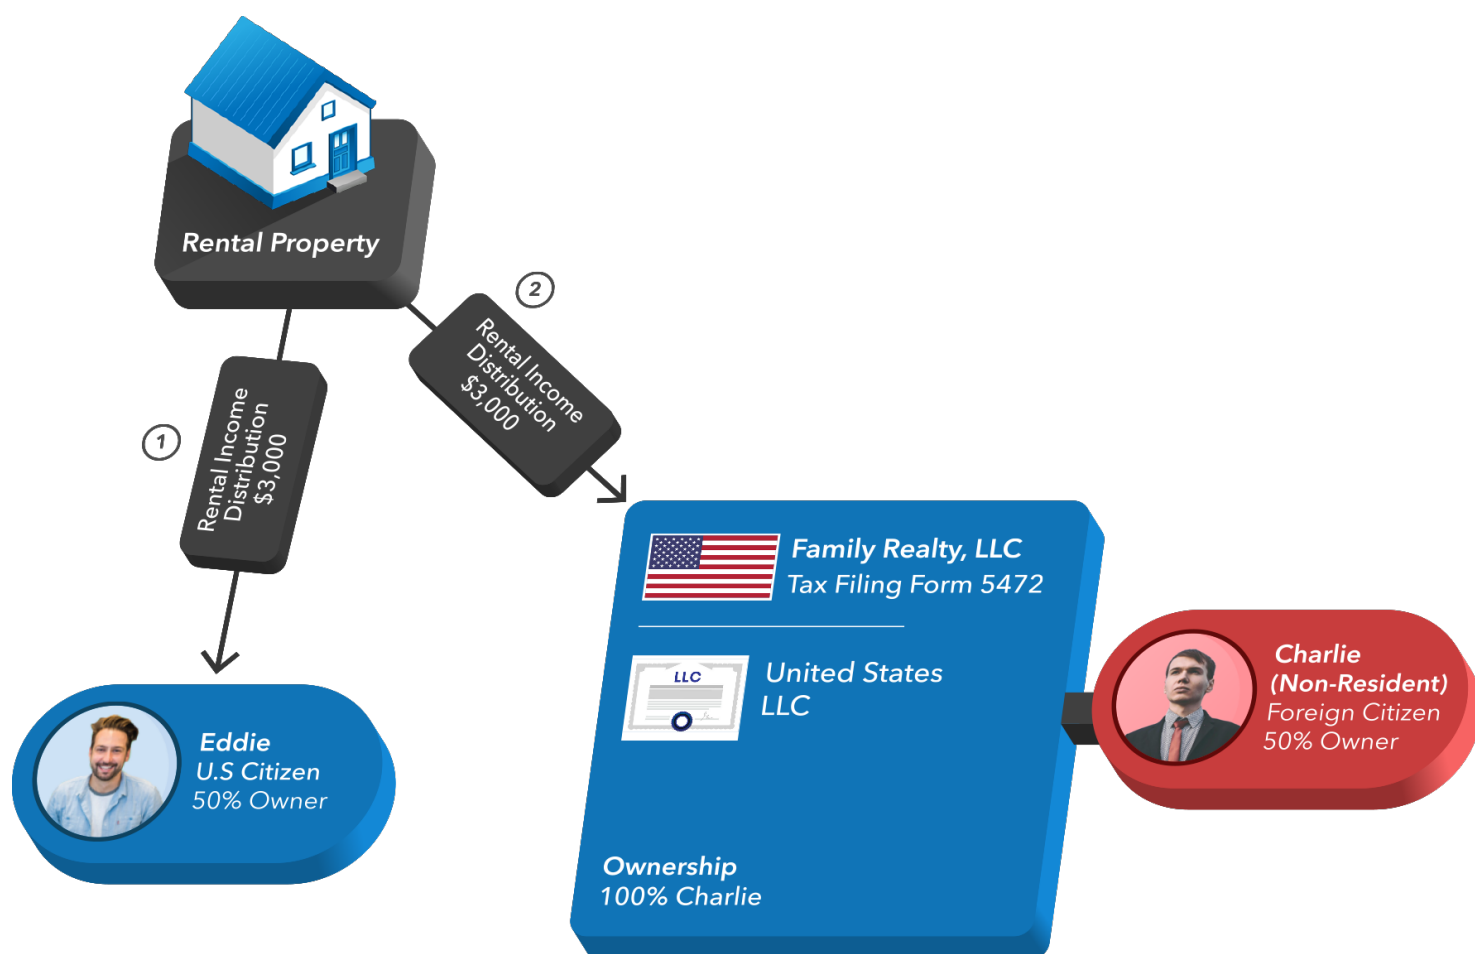 Rental Property
1
Rental Income
Distribution
$3,000
2
Rental Income
Distribution
$3,000
Eddie
U.S Citizen
50% Owner
Family Realty, LLC
Tax Filing Form 5472
LLC
United States
LLC
Ownership
100% Charlie
Charlie
(Non-Resident)
Foreign Citizen
50% Owner